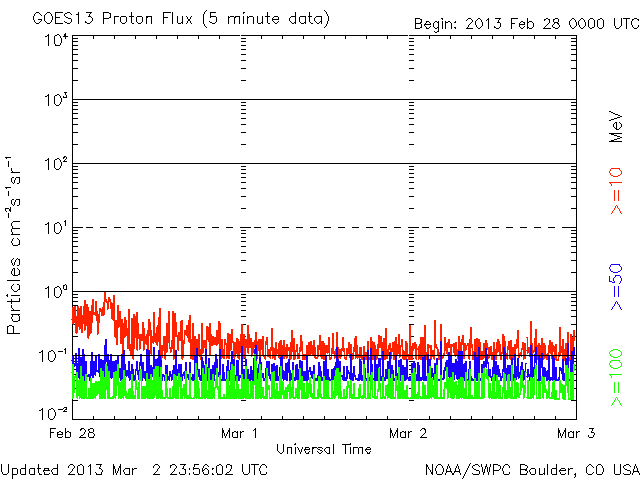 GOES13 Proton Flux (5 minute data)
Begin: 2013 Feb 28 0000 UTC
Particles cm⁻²s⁻¹sr⁻¹
10⁴
10³
10²
10¹
10⁰
10⁻¹
10⁻²
MeV
>=10
>=50
>=100
Feb 28
Mar 1
Mar 2
Mar 3
Universal Time
Updated 2013 Mar 2 23:56:02 UTC
NOAA/SWPC Boulder, CO USA